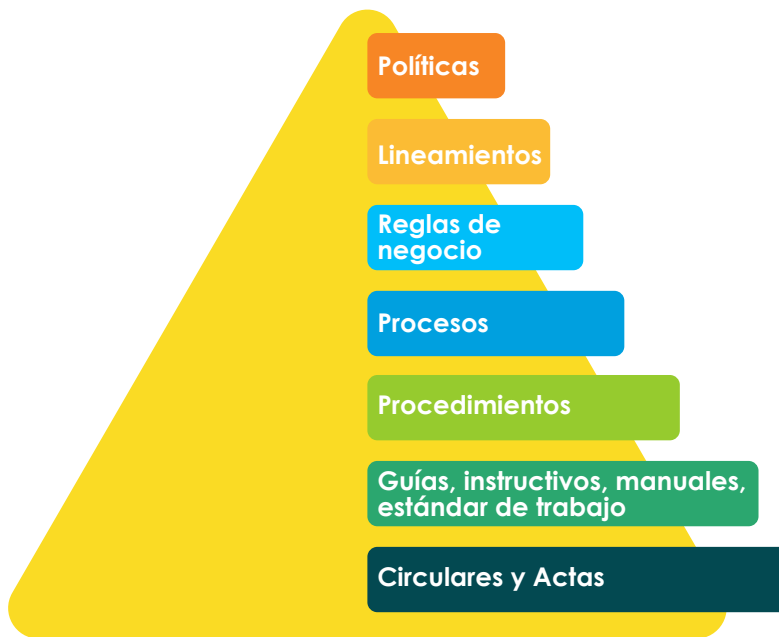 Políticas
Lineamientos
Reglas de
negocio
Procesos
Procedimientos
Guías, instructivos, manuales,
estándar de trabajo
Circulares y Actas